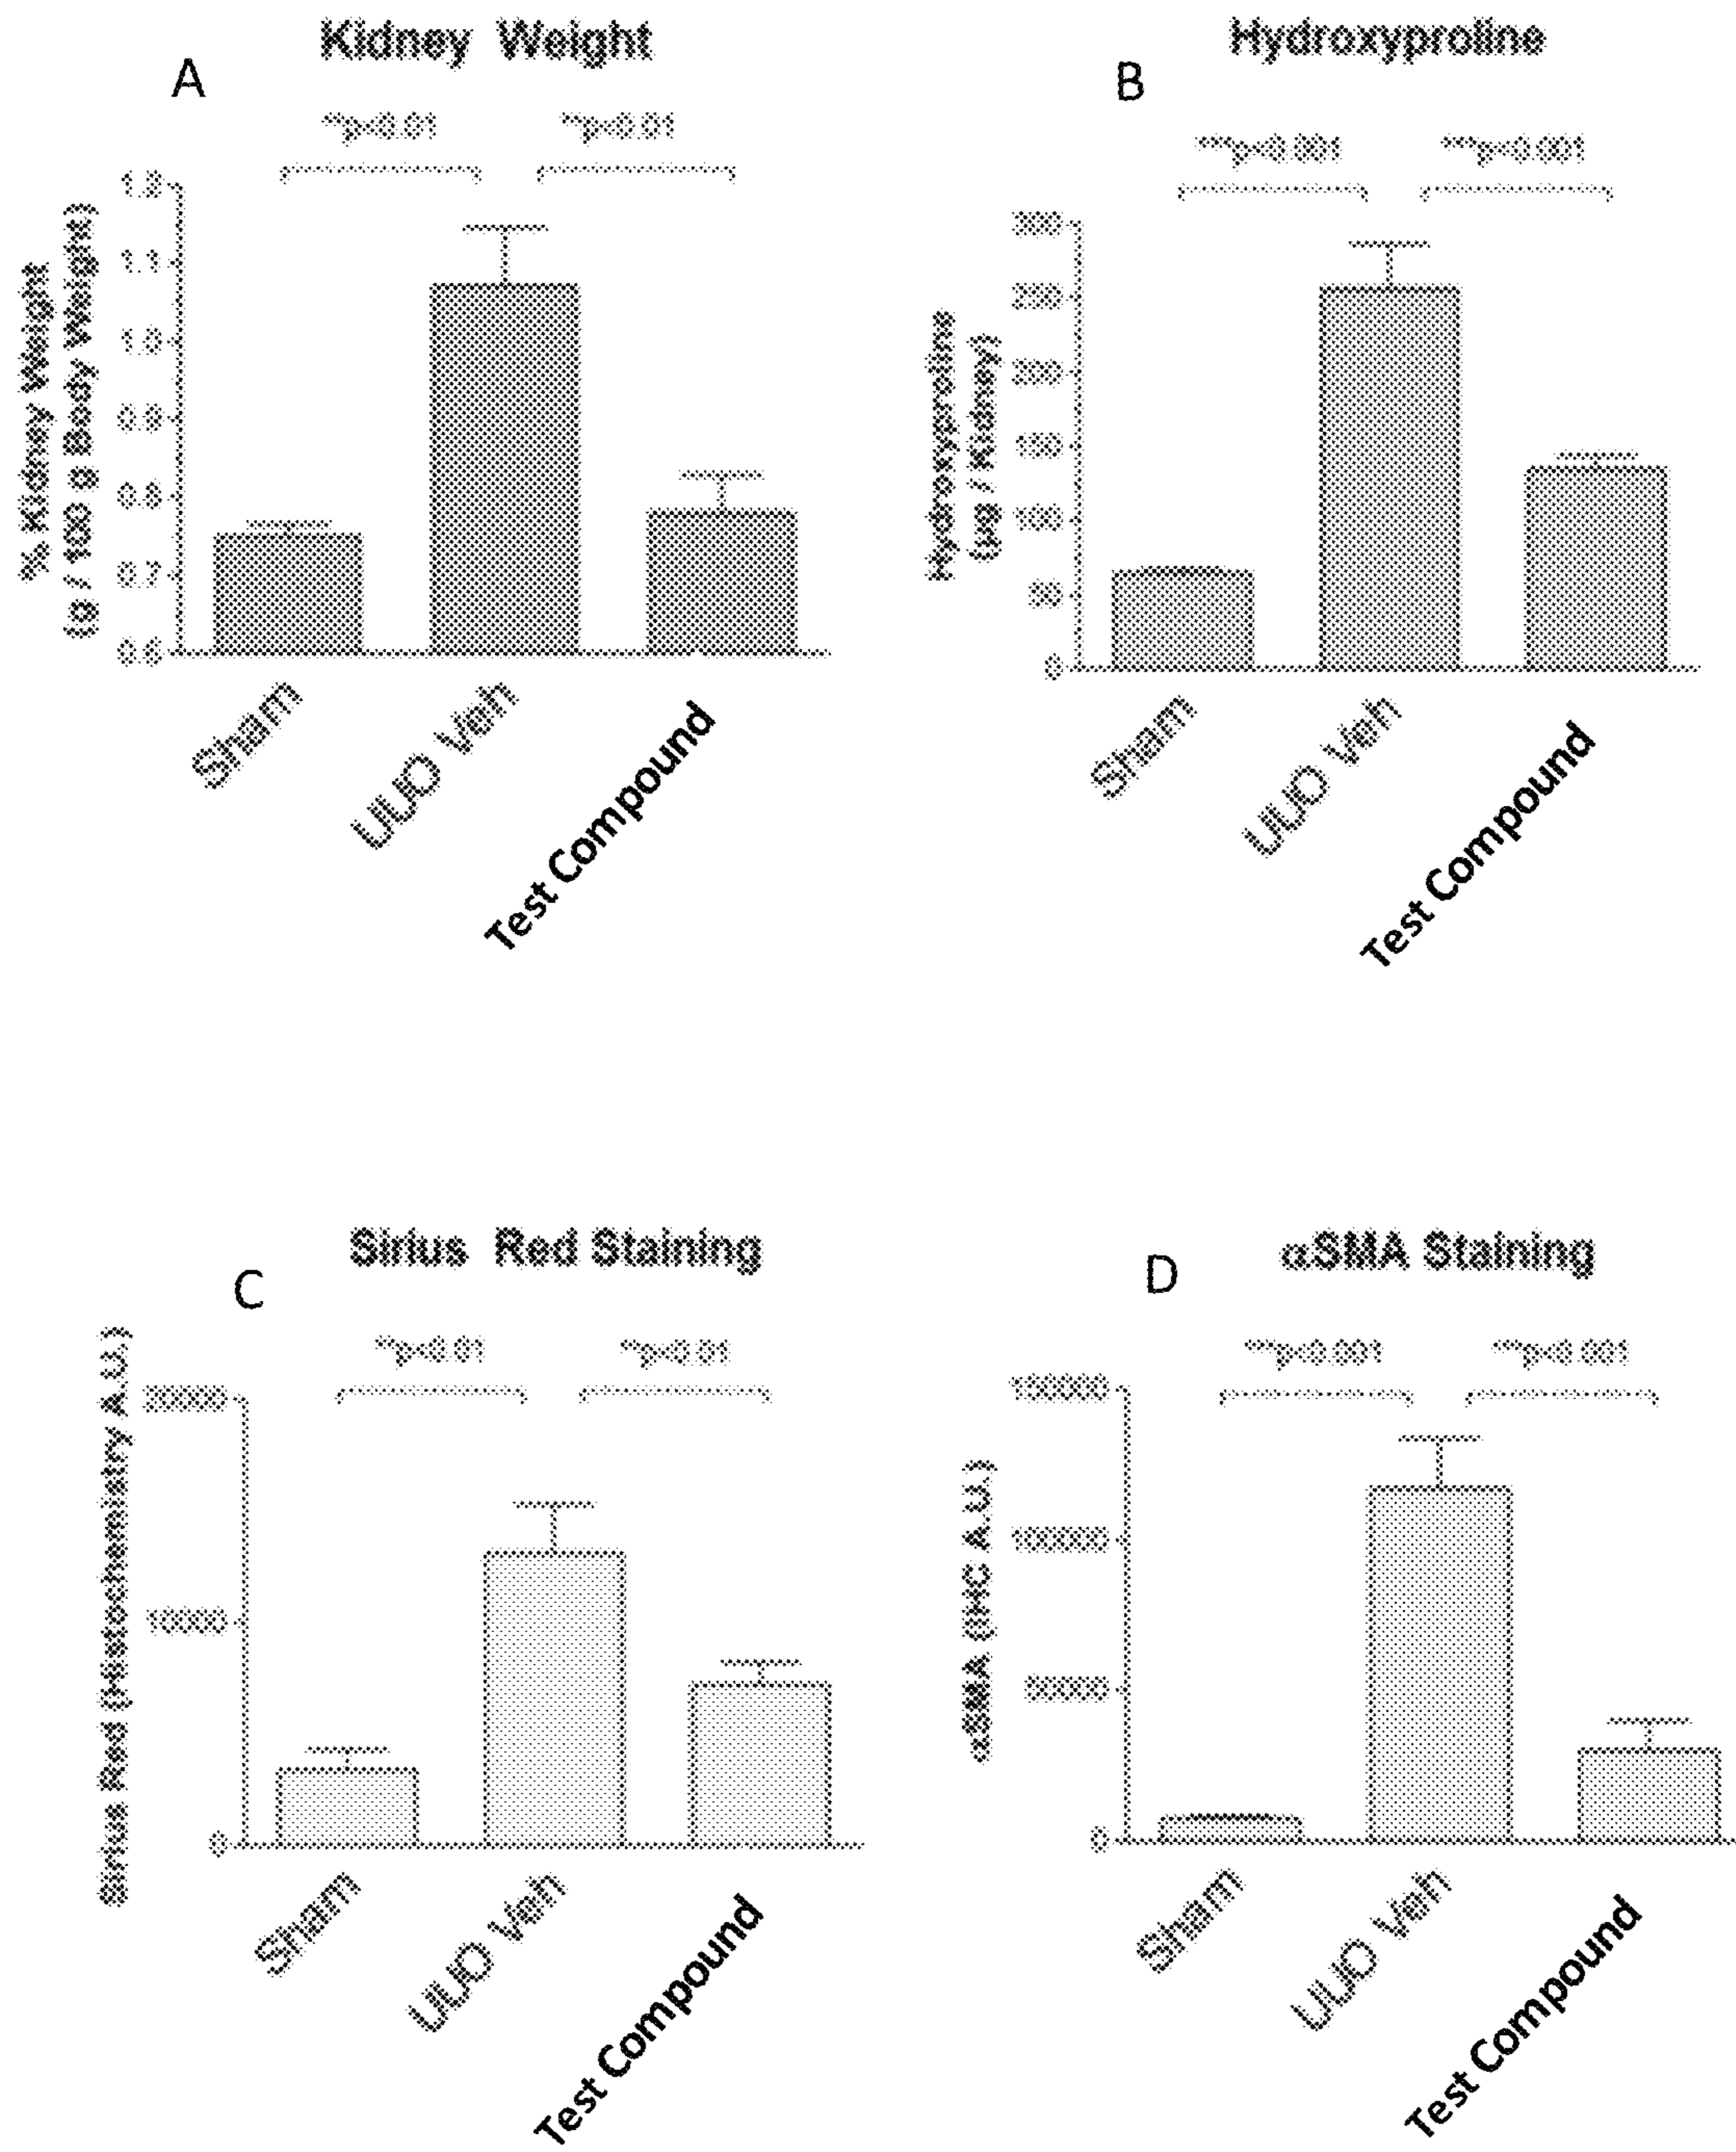 Kidney Weight
A
**p<0.01 **p<0.01
% Kidney Weight
(g / 100 g Body Weight)
1.2
1.1
1.0
0.9
0.8
0.7
0.6
Sham
UUO Veh
Test Compound
Hydroxyproline
B
***p<0.001 ***p<0.001
Hydroxyproline
(µg / Kidney)
300
250
200
150
100
50
0
Sham
UUO Veh
Test Compound
Sirius Red Staining
C
**p<0.01 **p<0.01
Sirius Red (Histochemistry A.U.)
20000
10000
0
Sham
UUO Veh
Test Compound
αSMA Staining
D
***p<0.001 ***p<0.001
αSMA (IHC A.U.)
150000
100000
50000
0
Sham
UUO Veh
Test Compound